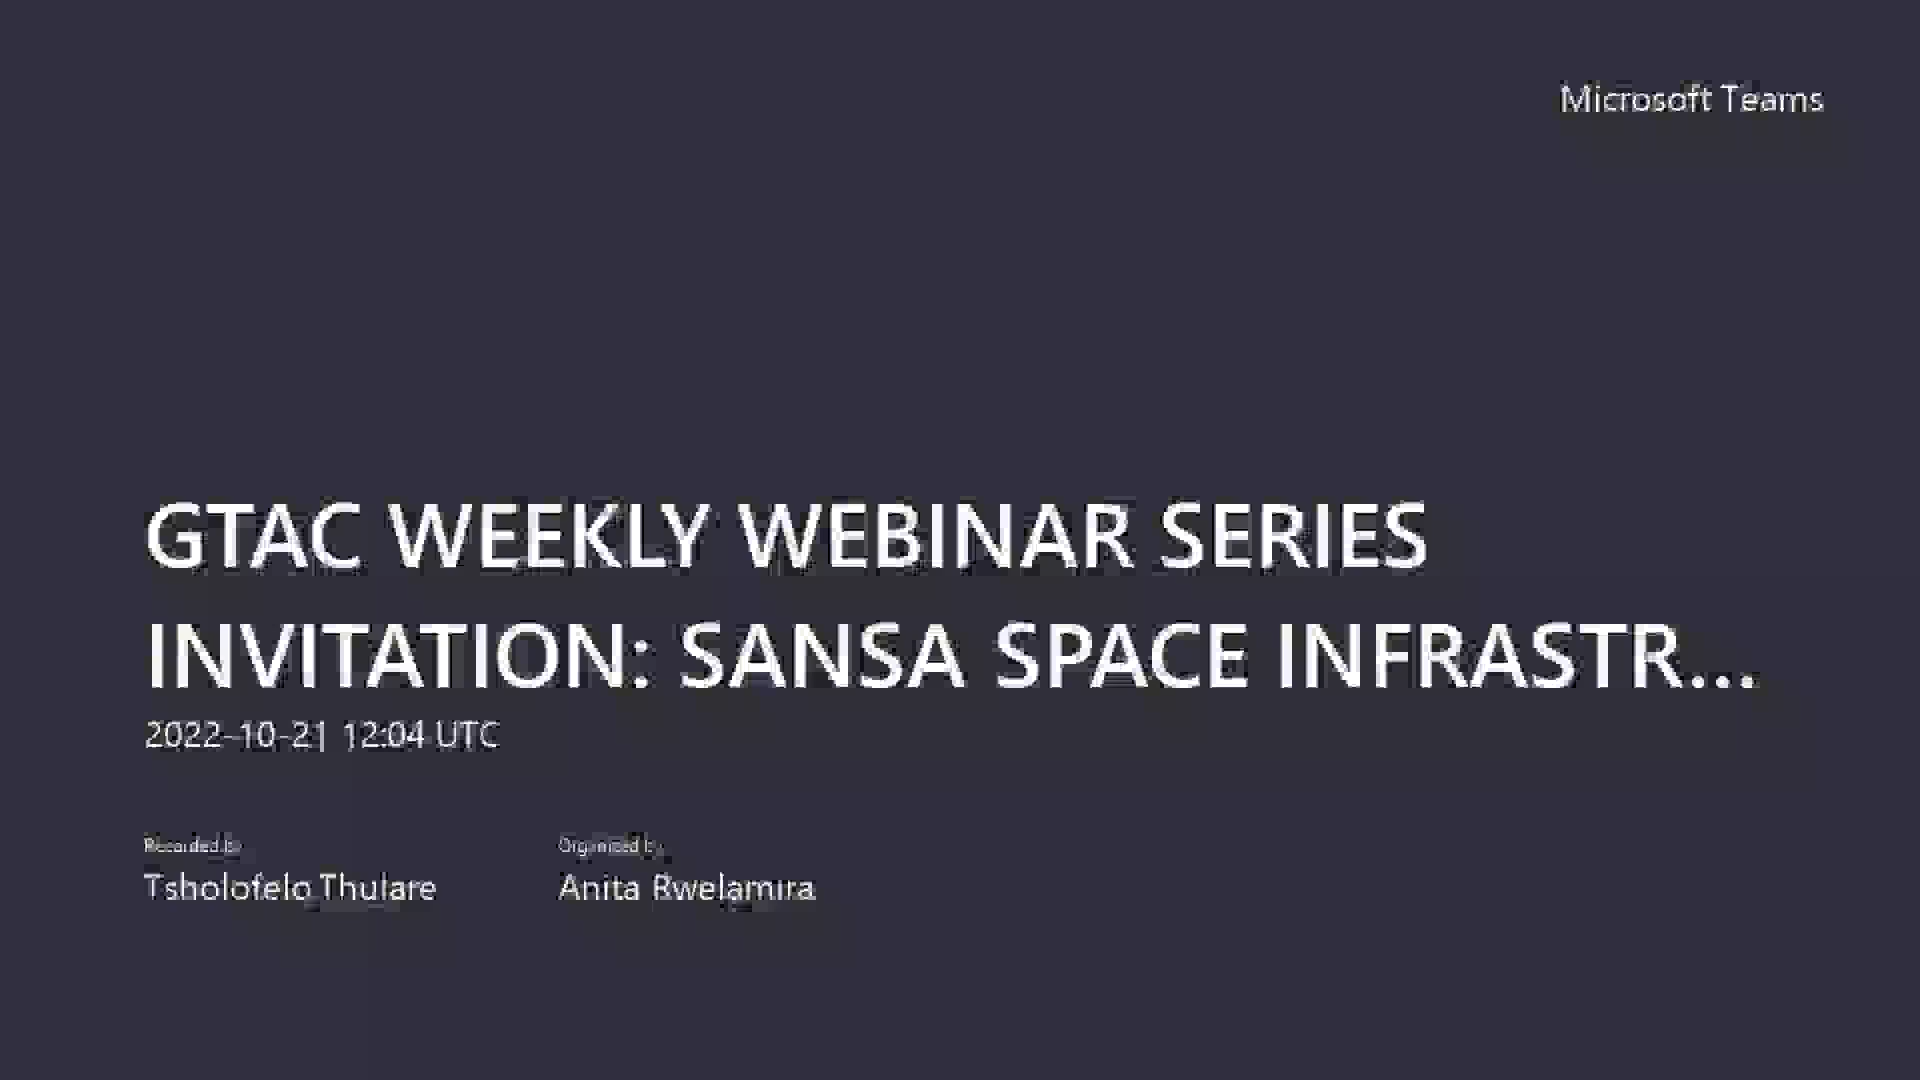 Microsoft Teams
GTAC WEEKLY WEBINAR SERIES
INVITATION: SANSA SPACE INFRASTR...
2022-10-21 12:04 UTC
Recorded by Organized by
Tsholofelo Thulare Anita Rwelamira